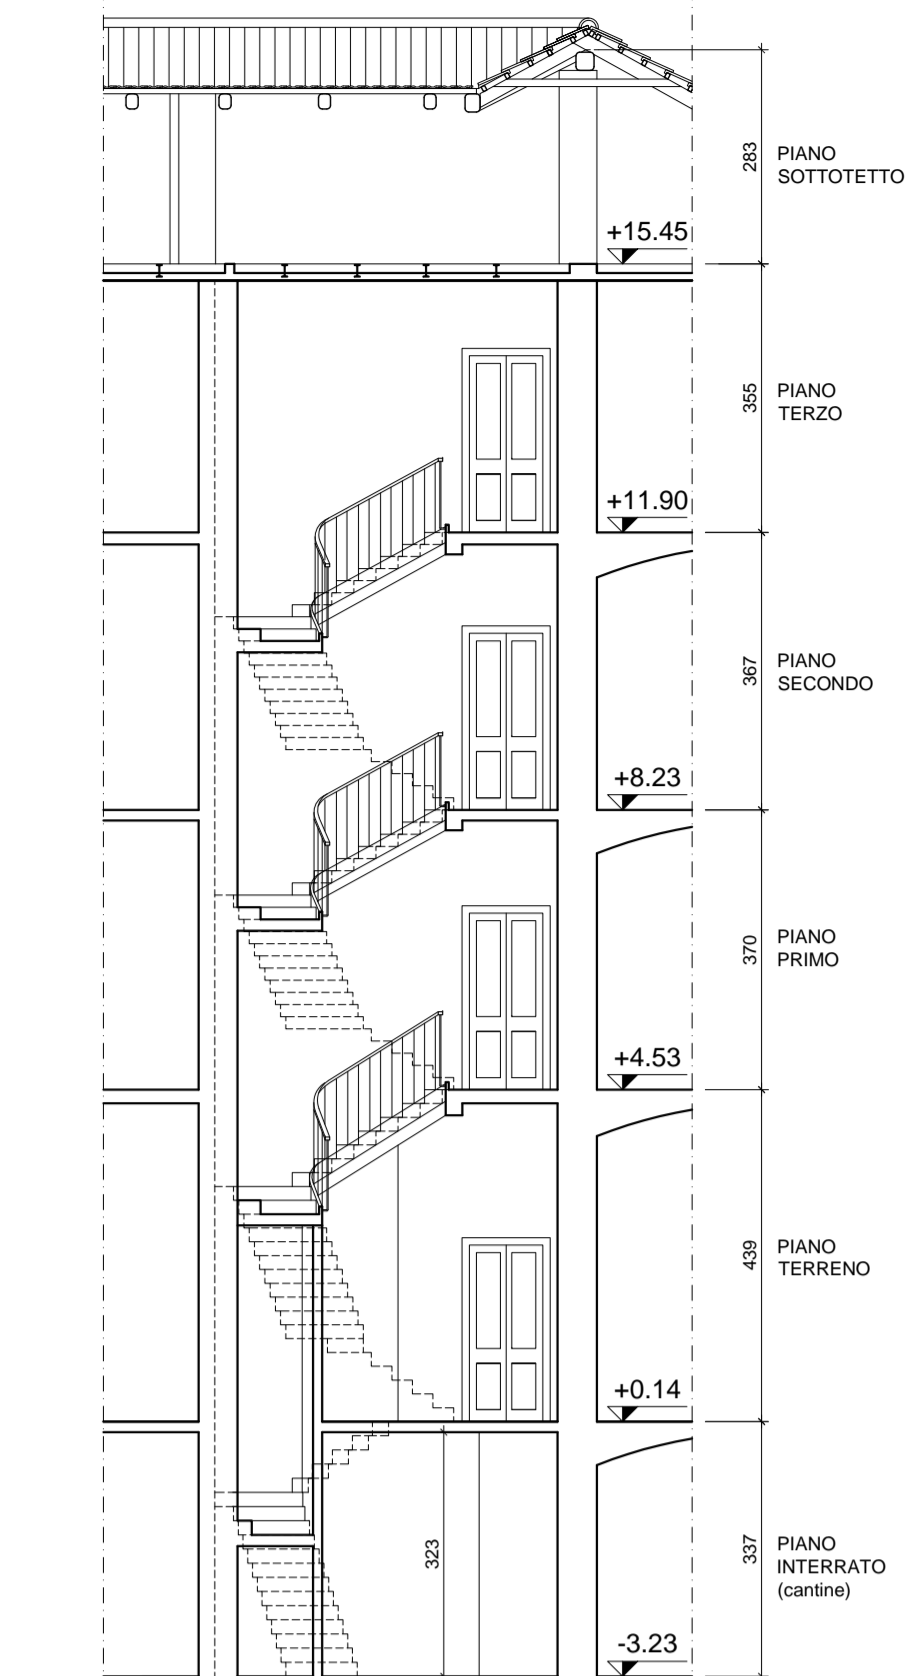 283
PIANO
SOTTOTETTO
+15.45
355
PIANO
TERZO
+11.90
367
PIANO
SECONDO
+8.23
370
PIANO
PRIMO
+4.53
439
PIANO
TERRENO
+0.14
323
337
PIANO
INTERRATO
(cantine)
-3.23